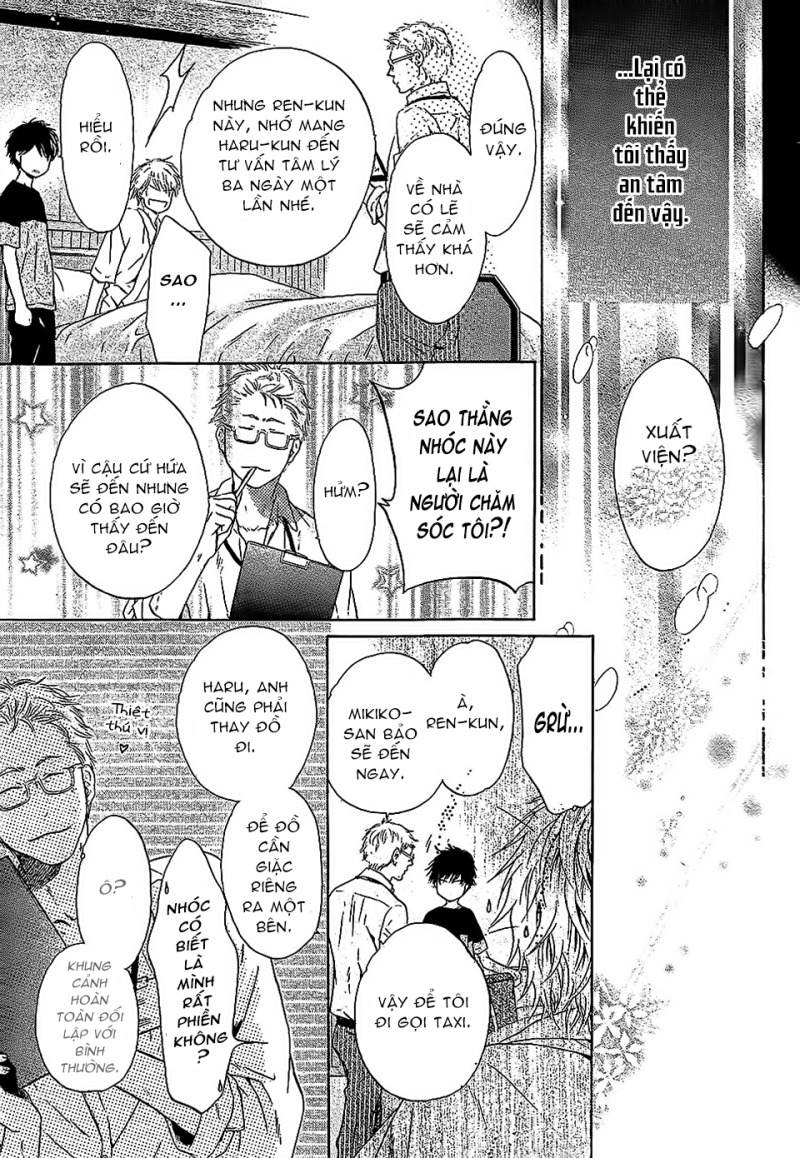 ...Lại có
thể
khiến
tôi thấy
an tâm
đến vậy.
XUẤT
VIỆN?
ĐÚNG
VẬY.
VỀ NHÀ
CÓ LẼ
SẼ CẢM
THẤY KHÁ
HƠN.
NHƯNG REN-KUN
NÀY, NHỚ MANG
HARU-KUN ĐẾN
TƯ VẤN TÂM LÝ
BA NGÀY MỘT
LẦN NHÉ.
HIỂU
RỒI.
SAO
...
SAO THẰNG
NHÓC NÀY
LẠI LÀ
NGƯỜI CHĂM
SÓC TÔI?!
HỬM?
VÌ CẬU CỨ HỨA
SẼ ĐẾN NHƯNG
CÓ BAO GIỜ
THẤY ĐẾN
ĐÂU?
GRỪ...
À,
REN-KUN,
MIKIKO-
SAN BẢO
SẼ ĐẾN
NGAY.
VẬY ĐỂ TÔI
ĐI GỌI TAXI.
HARU, ANH
CŨNG PHẢI
THAY ĐỒ
ĐI.
ĐỂ ĐỒ
CẦN
GIẶC
RIÊNG
RA MỘT
BÊN.
Thiệt
thú vị
NHÓC
CÓ BIẾT
LÀ MÌNH
RẤT
PHIỀN
KHÔNG?
Ô?
KHUNG
CẢNH
HOÀN
TOÀN ĐỐI
LẬP VỚI
BÌNH
THƯỜNG.